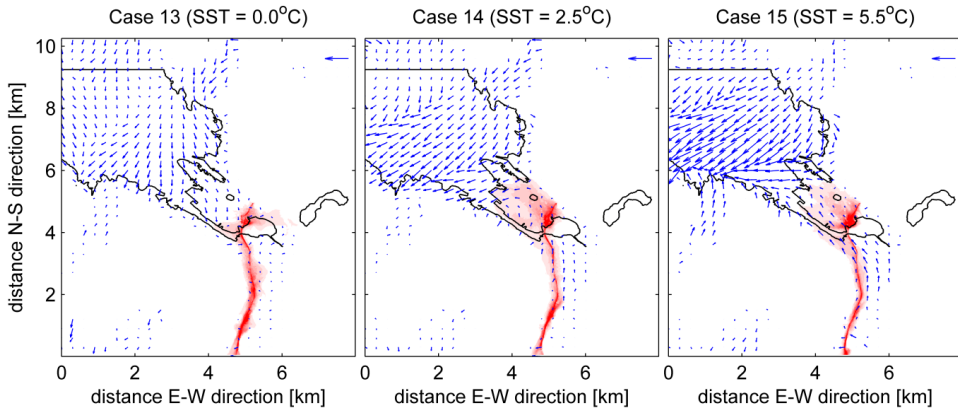 Case 13 (SST = 0.0°C) Case 14 (SST = 2.5°C) Case 15 (SST = 5.5°C)
distance N-S direction [km]
10
8
6
4
2
0 2 4 6 0 2 4 6 0 2 4 6
distance E-W direction [km] distance E-W direction [km] distance E-W direction [km]